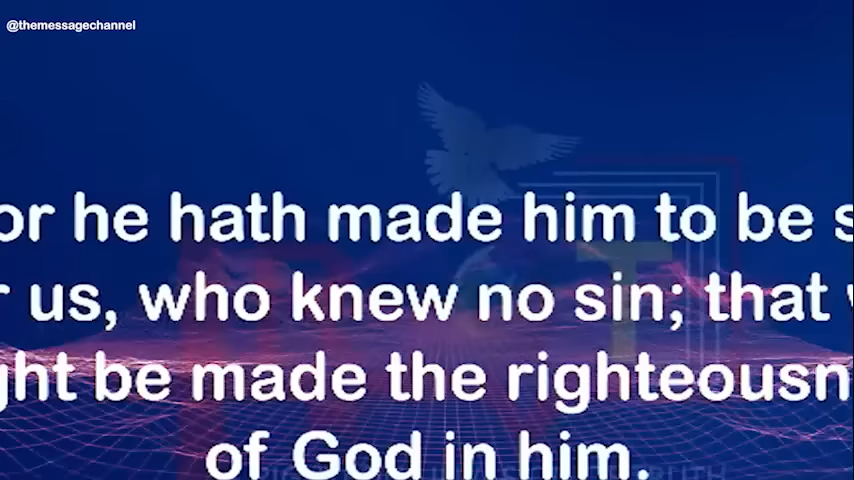 @themessagechannel
or he hath made him to be s
r us, who knew no sin; that w
ght be made the righteousn
of God in him.